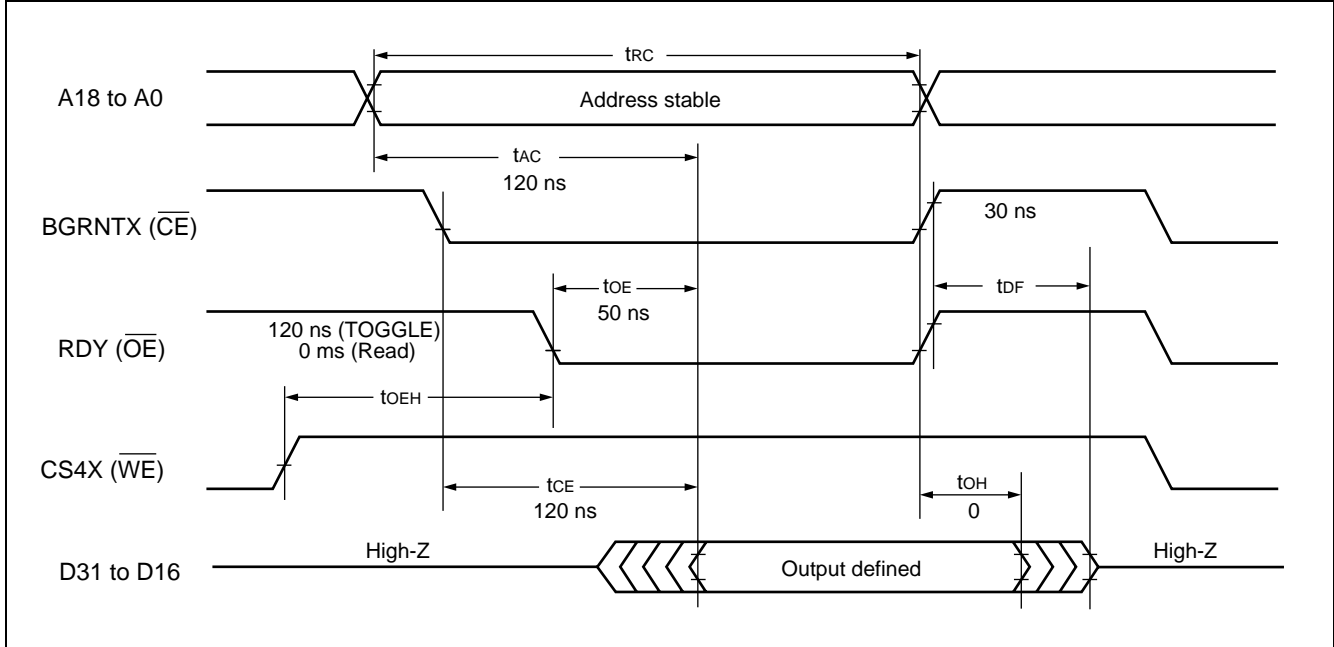 tRC
A18 to A0
Address stable
tAC
120 ns
BGRNTX (CE)
30 ns
tOE
50 ns
tDF
RDY (OE)
120 ns (TOGGLE)
0 ms (Read)
tOEH
CS4X (WE)
tCE
120 ns
tOH
0
D31 to D16
High-Z
Output defined
High-Z